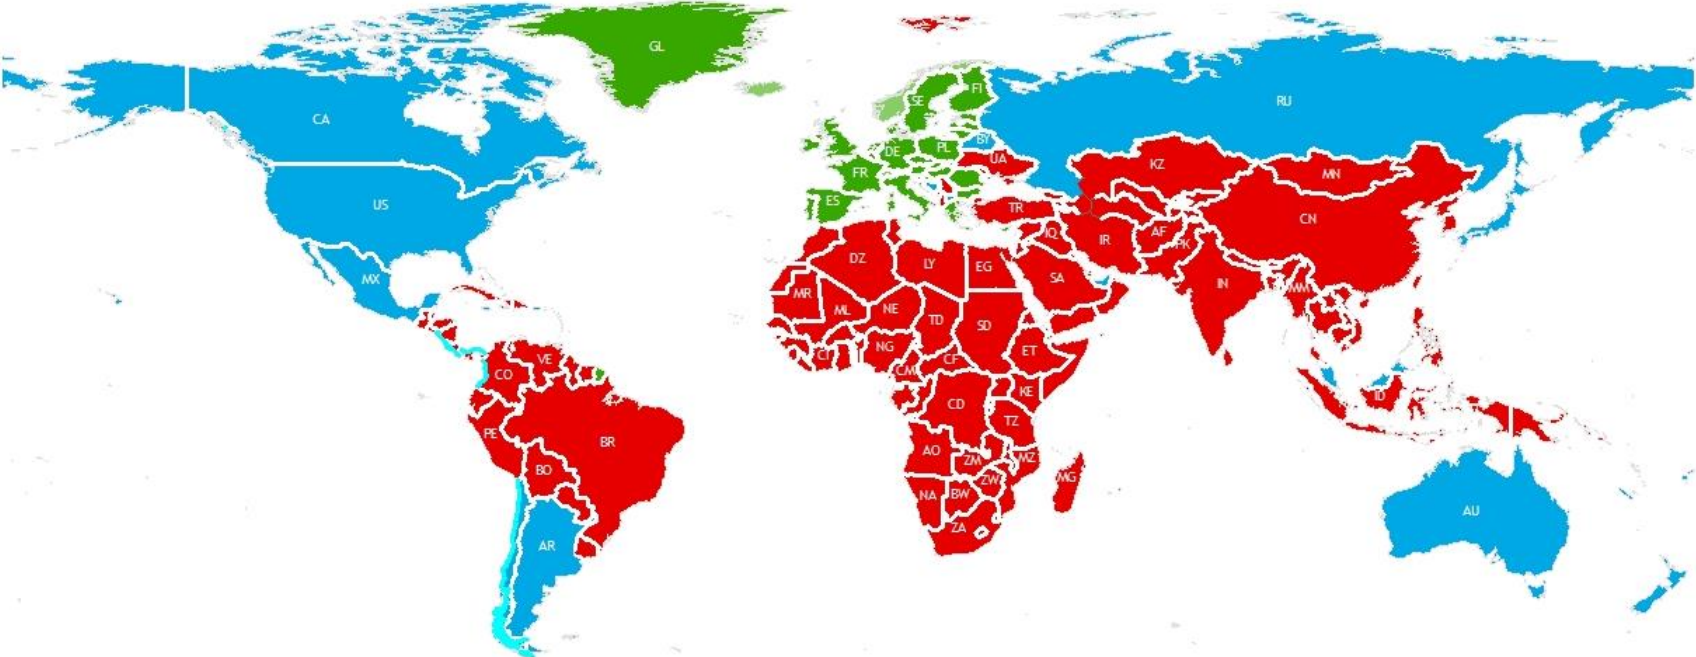 GL
CA
US
MX
SE
FI
RU
DE
PL
BY
UA
FR
ES
KZ
MN
TR
CN
IQ
IR
AF
PK
DZ
LY
EG
SA
IN
MM
MR
ML
NE
TD
SD
CI
NG
CM
CF
ET
KE
CO
VE
CD
TZ
ID
PE
BR
BO
AO
ZM
MZ
MG
NA
BW
ZW
ZA
AR
AU